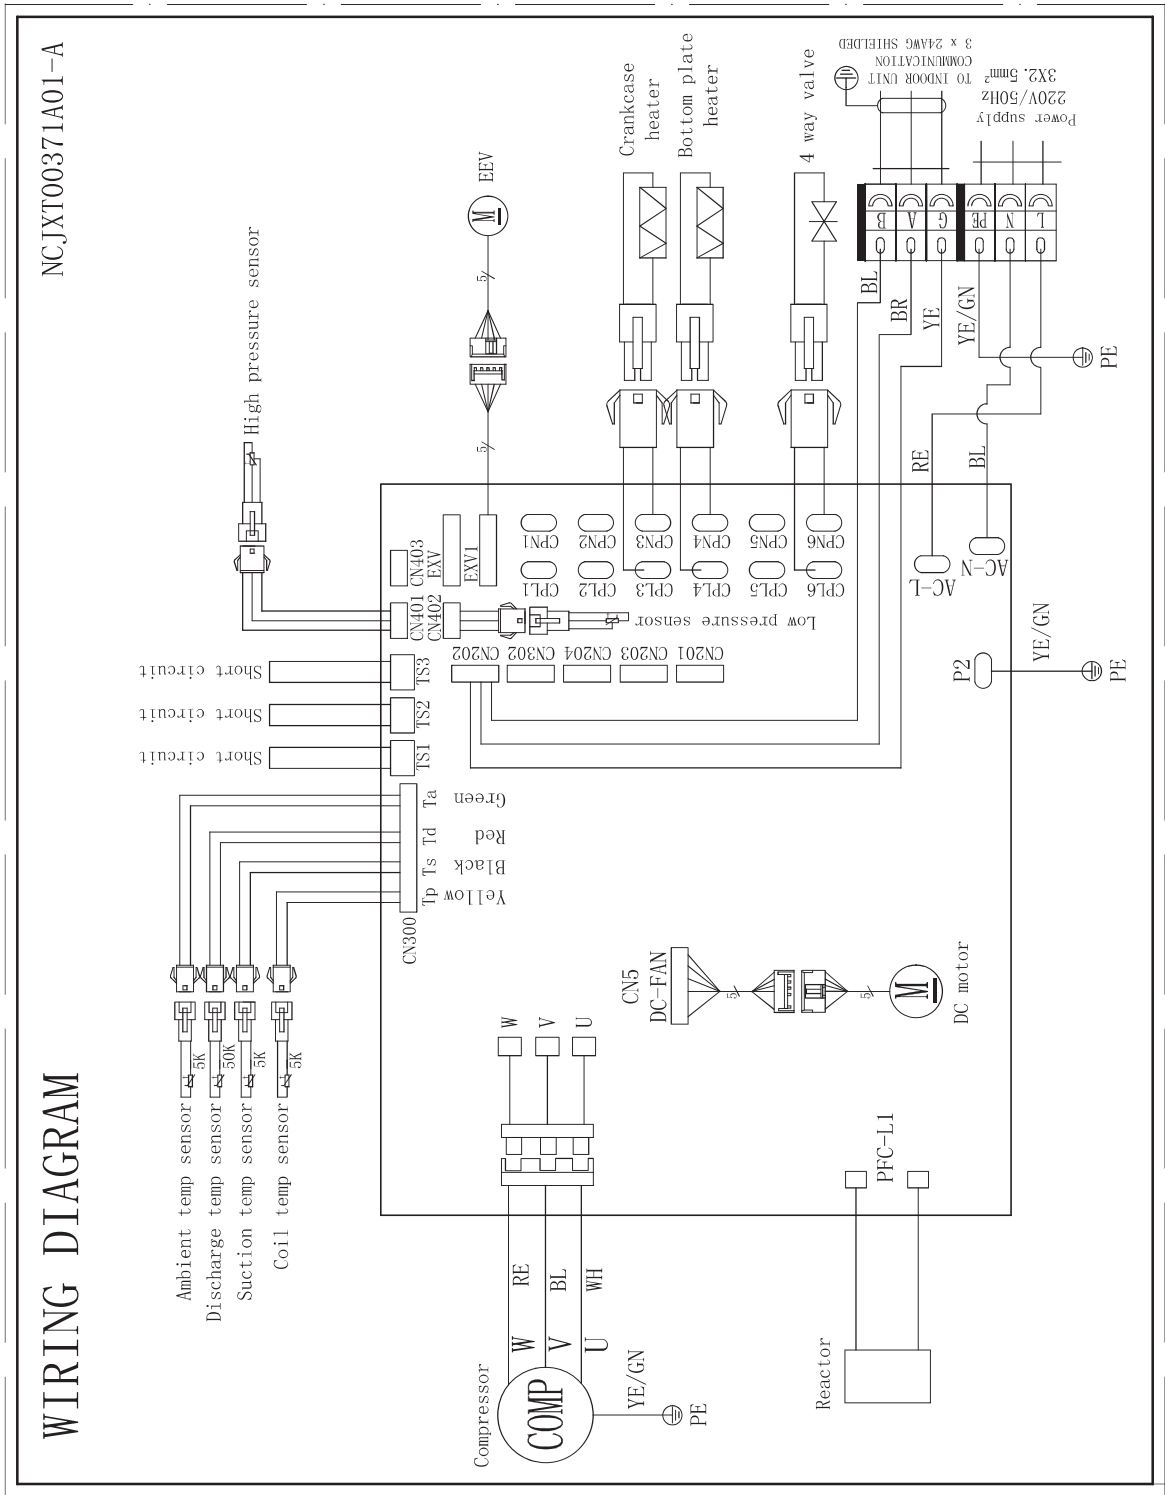 WIRING DIAGRAM
NCJXT00371A01-A
Ambient temp sensor
5K
Discharge temp sensor
50K
Suction temp sensor
5K
Coil temp sensor
5K
Short circuit
Short circuit
Short circuit
High pressure sensor
CN300
Tp
Ts
Td
Ta
Yellow
Black
Red
Green
TS1
TS2
TS3
CN401
CN402
CN403
EXV
EXV1
5
5
EEV
M
Low pressure sensor
CN202
CN302
CN204
CN203
CN201
CPL1
CPL2
CPL3
CPL4
CPL5
CPL6
CPN1
CPN2
CPN3
CPN4
CPN5
CPN6
Crankcase
heater
Bottom plate
heater
4 way valve
TO INDOOR UNIT
COMMUNICATION
3 x 24AWG SHIELDED
Power supply
220V/50Hz
3X2.5mm²
B
A
G
PE
N
L
BL
BR
YE
YE/GN
PE
RE
BL
AC-L
AC-N
P2
YE/GN
PE
CN5
DC-FAN
5
5
M
DC motor
W
V
U
RE
BL
WH
W
V
U
Compressor
COMP
YE/GN
PE
PFC-L1
Reactor